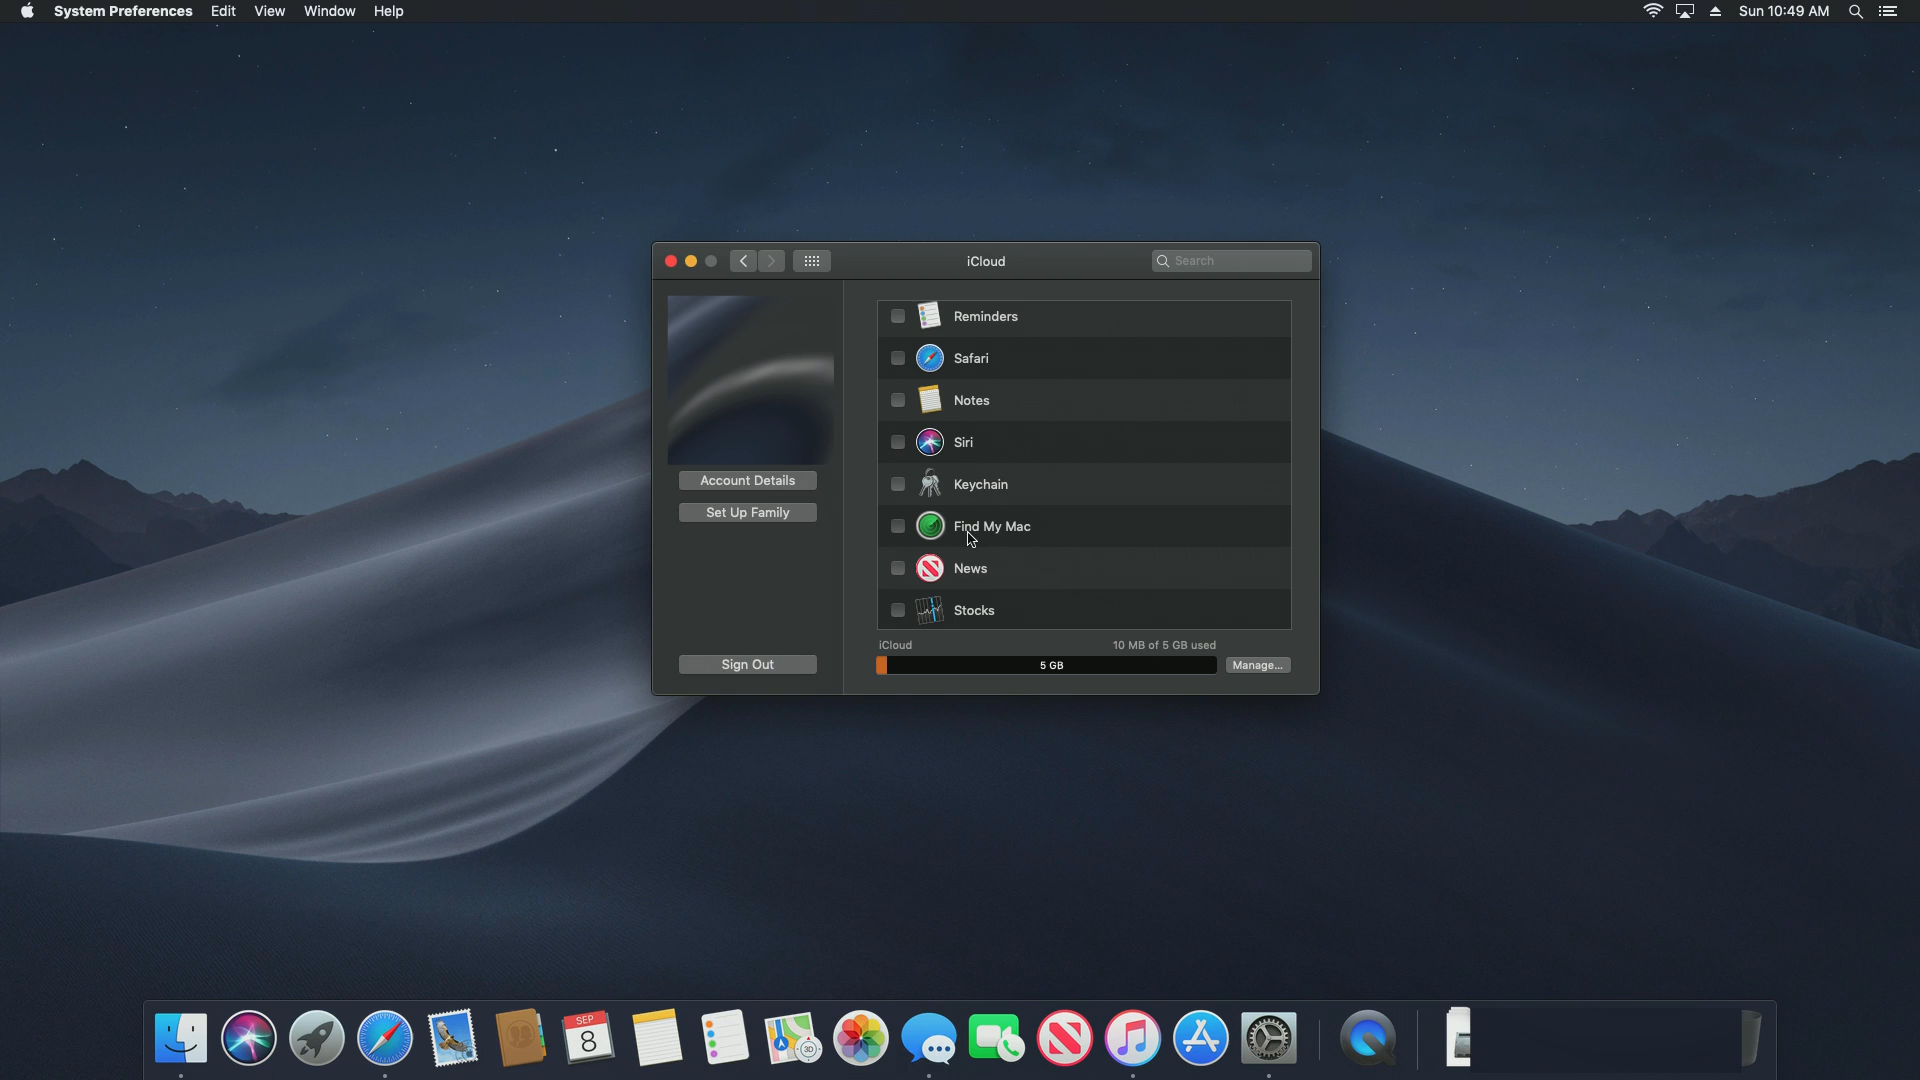 System Preferences Edit View Window Help
Sun 10:49 AM
iCloud
Search
Reminders
Safari
Notes
Siri
Keychain
Find My Mac
News
Stocks
Account Details
Set Up Family
Sign Out
iCloud 10 MB of 5 GB used
5 GB
Manage...
SEP
8
3D